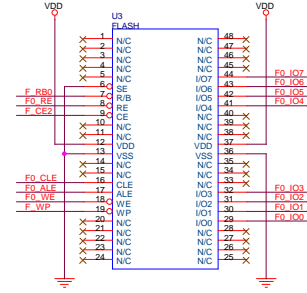 VDD VDD
U3
FLASH
1 N/C N/C 48
2 N/C N/C 47
3 N/C N/C 46
4 N/C N/C 45
5 N/C I/O7 44 F0_IO7
6 SE I/O6 43 F0_IO6
F_RB0 7 R/B I/O5 42 F0_IO5
F0_RE 8 RE I/O4 41 F0_IO4
F_CE2 9 CE N/C 40
10 N/C N/C 39
11 N/C N/C 38
12 VDD VDD 37
13 VSS VSS 36
14 N/C N/C 35
15 N/C N/C 34
F0_CLE 16 CLE N/C 33
F0_ALE 17 ALE I/O3 32 F0_IO3
F0_WE 18 WE I/O2 31 F0_IO2
F_WP 19 WP I/O1 30 F0_IO1
20 N/C I/O0 29 F0_IO0
21 N/C N/C 28
22 N/C N/C 27
23 N/C N/C 26
24 N/C N/C 25